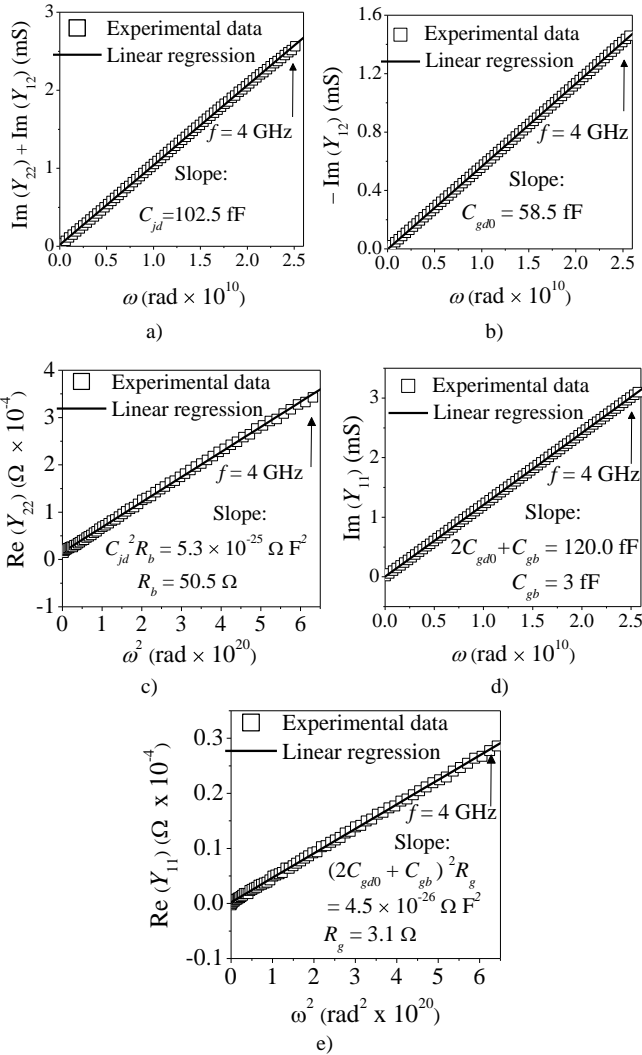 Im (Y22) + Im (Y12) (mS)
3
2
1
0
Experimental data
Linear regression
f = 4 GHz
Slope:
Cjd=102.5 fF
0.0 0.5 1.0 1.5 2.0 2.5
ω (rad × 10^10)
a)
− Im (Y12) (mS)
1.6
1.2
0.8
0.4
0.0
Experimental data
Linear regression
f = 4 GHz
Slope:
Cgd0 = 58.5 fF
0.0 0.5 1.0 1.5 2.0 2.5
ω (rad × 10^10)
b)
Re (Y22) (Ω × 10^-4)
4
3
2
1
0
-1
Experimental data
Linear regression
f = 4 GHz
Slope:
Cjd^2 Rb = 5.3 × 10^-25 Ω F^2
Rb = 50.5 Ω
0 1 2 3 4 5 6
ω^2 (rad × 10^20)
c)
Im (Y11) (mS)
3
2
1
0
Experimental data
Linear regression
f = 4 GHz
Slope:
2Cgd0 + Cgb = 120.0 fF
Cgb = 3 fF
0.0 0.5 1.0 1.5 2.0 2.5
ω (rad × 10^10)
d)
Re (Y11) (Ω x 10^-4)
0.3
0.2
0.1
0.0
-0.1
Experimental data
Linear regression
f = 4 GHz
Slope:
(2Cgd0 + Cgb )^2 Rg
= 4.5 × 10^-26 Ω F^2
Rg = 3.1 Ω
0 1 2 3 4 5 6
ω^2 (rad^2 x 10^20)
e)